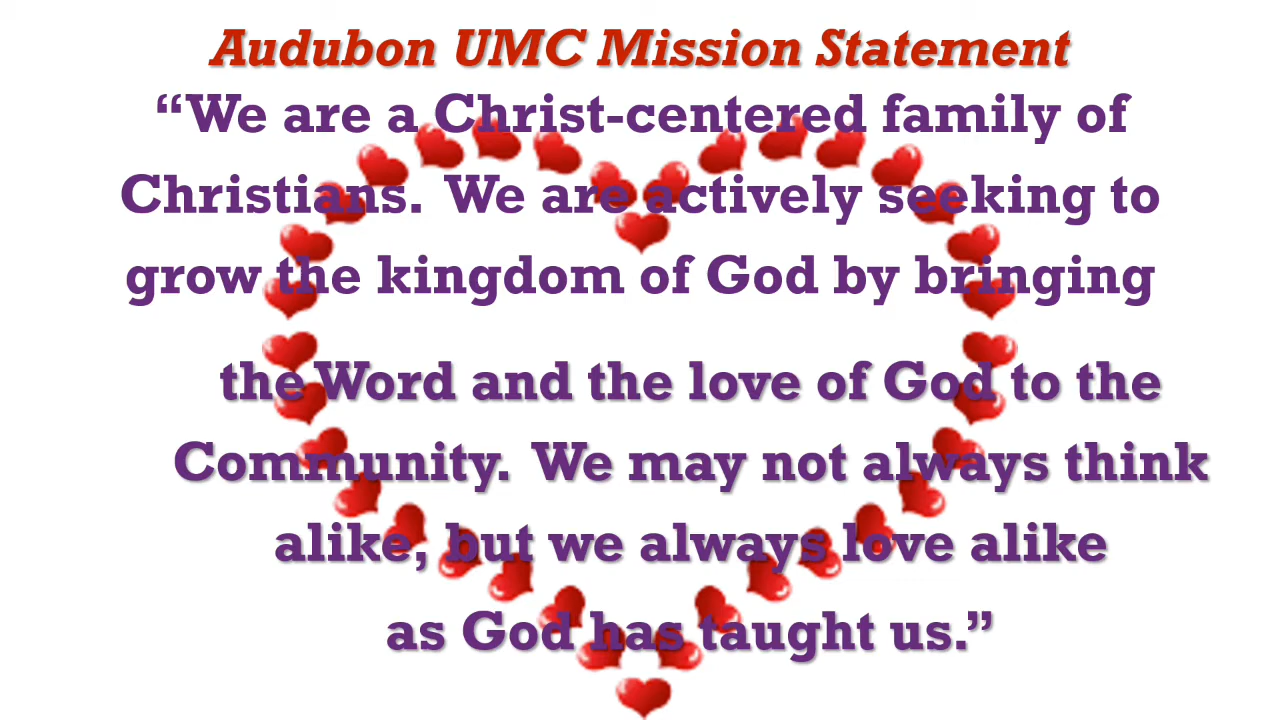 Audubon UMC Mission Statement
“We are a Christ-centered family of
Christians.  We are actively seeking to
grow the kingdom of God by bringing
the Word and the love of God to the
Community.  We may not always think
alike, but we always love alike
as God has taught us.”